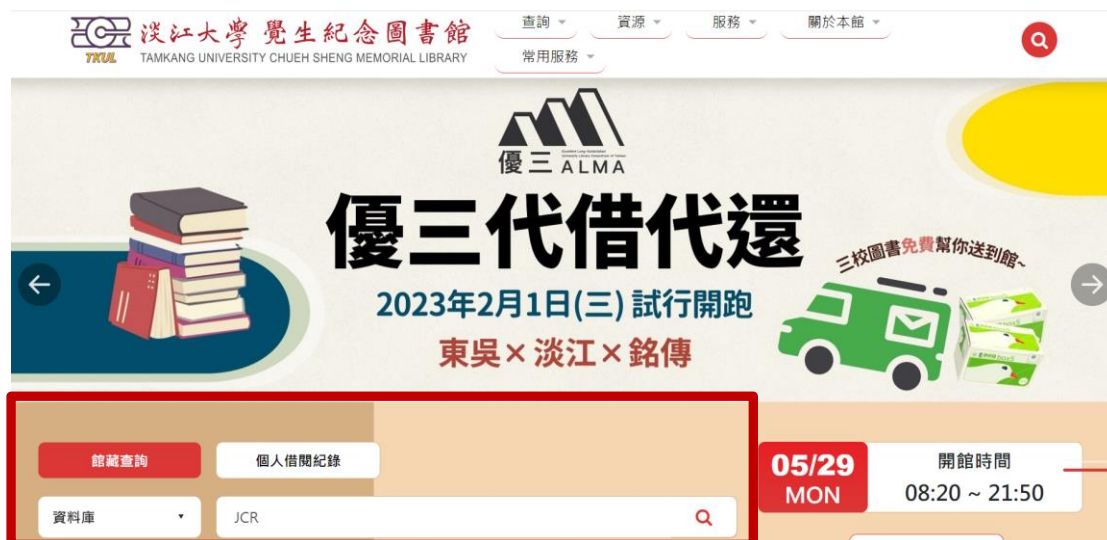 淡江大學 覺生紀念圖書館
TKUL
TAMKANG UNIVERSITY CHUEH SHENG MEMORIAL LIBRARY
查詢 資源 服務 關於本館
常用服務
優三 ALMA
優三代借代還
三校圖書免費幫你送到館~
2023年2月1日(三) 試行開跑
東吳×淡江×銘傳
館藏查詢 個人借閱紀錄
05/29
MON
開館時間
08:20 ~ 21:50
資料庫 JCR